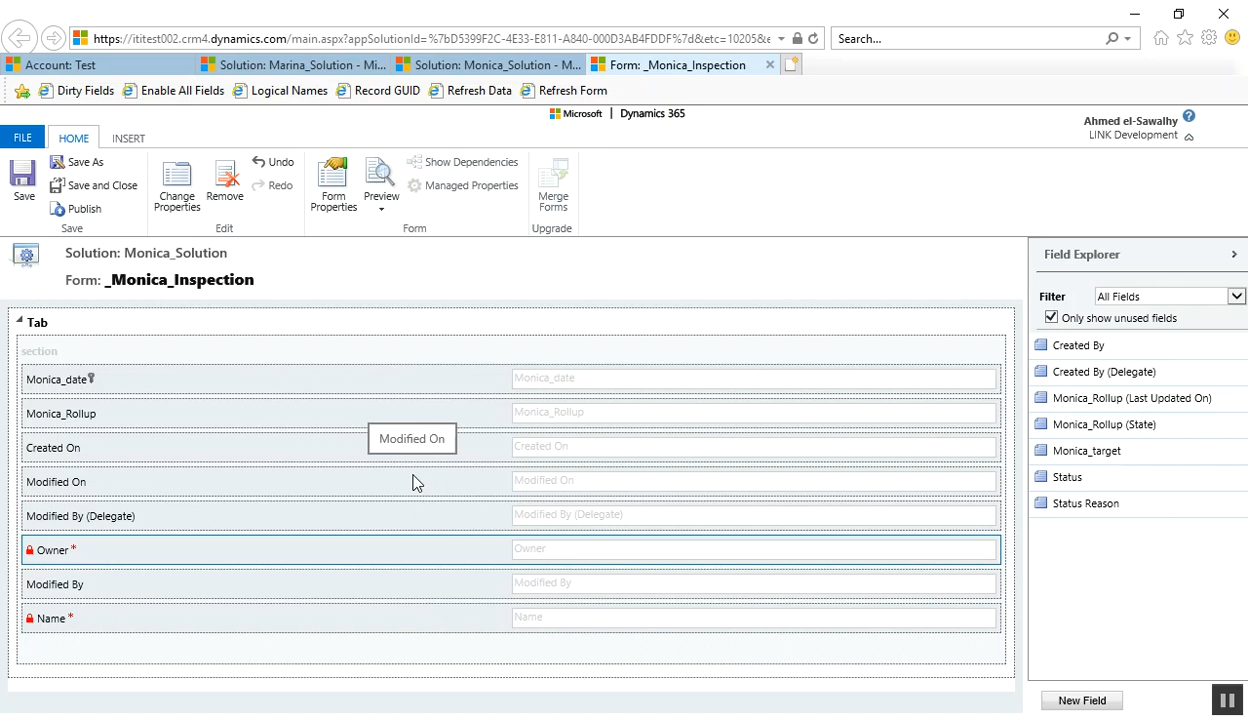 https://ititest002.crm4.dynamics.com/main.aspx?appSolutionId=%7bD5399F2C-4E33-E811-A840-000D3AB4FDDF%7d&etc=10205&e
Search...
Account: Test
Solution: Marina_Solution - Mi...
Solution: Monica_Solution - M...
Form: _Monica_Inspection
Dirty Fields
Enable All Fields
Logical Names
Record GUID
Refresh Data
Refresh Form
Microsoft | Dynamics 365
Ahmed el-Sawalhy
LINK Development
FILE
HOME
INSERT
Save
Save As
Save and Close
Publish
Save
Change Properties
Remove
Undo
Redo
Edit
Form Properties
Preview
Show Dependencies
Managed Properties
Form
Merge Forms
Upgrade
Solution: Monica_Solution
Form: _Monica_Inspection
Tab
section
Monica_date
Monica_date
Monica_Rollup
Monica_Rollup
Modified On
Created On
Created On
Modified On
Modified On
Modified By (Delegate)
Modified By (Delegate)
Owner *
Owner
Modified By
Modified By
Name *
Name
Field Explorer
Filter
All Fields
Only show unused fields
Created By
Created By (Delegate)
Monica_Rollup (Last Updated On)
Monica_Rollup (State)
Monica_target
Status
Status Reason
New Field